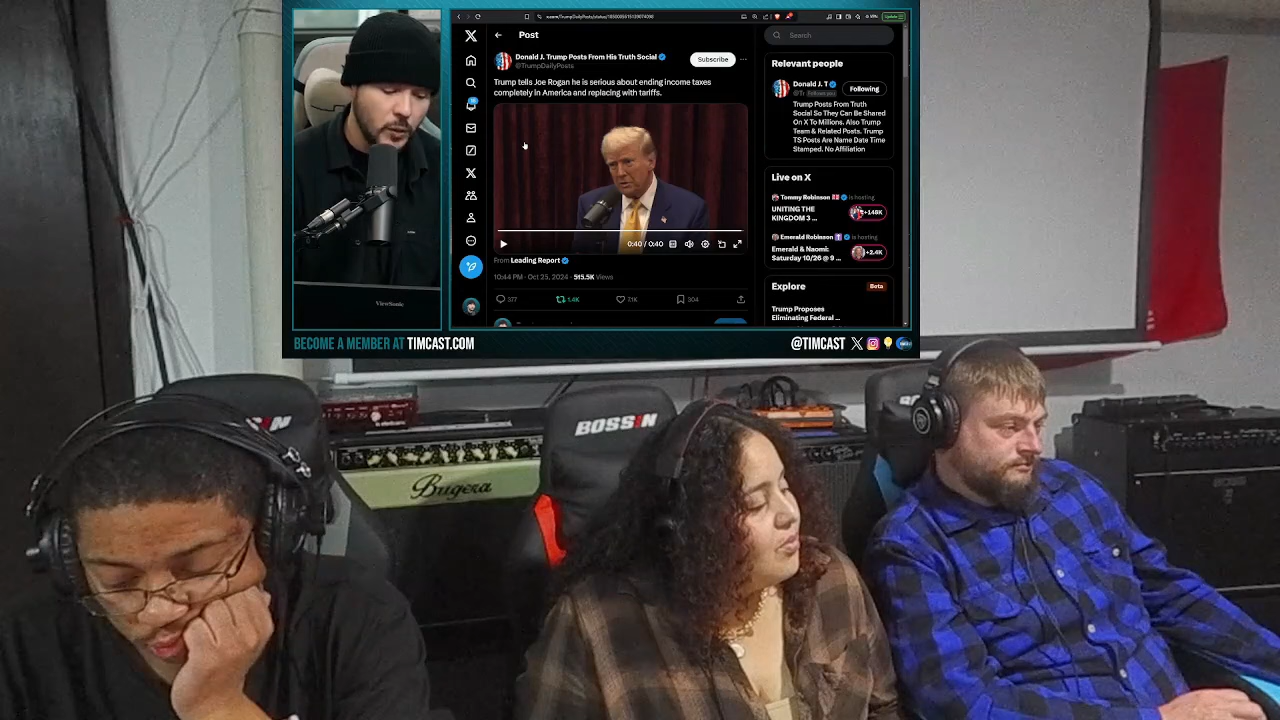 Post
Donald J. Trump Posts From His Truth Social
@TrumpDailyPosts
Subscribe
Trump tells Joe Rogan he is serious about ending income taxes
completely in America and replacing with tariffs.
0:40 / 0:40
From Leading Report
10:44 PM · Oct 25, 2024 · 515.5K Views
377
1.4K
7.1K
304
Search
Relevant people
Donald J. T
Following
Trump Posts From Truth
Social So They Can Be Shared
On X To Millions. Also Trump
Team & Related Posts. Trump
TS Posts Are Name Date Time
Stamped. No Affiliation
Live on X
Tommy Robinson
is hosting
UNITING THE
KINGDOM 3 ...
+148K
Emerald Robinson
is hosting
Emerald & Naomi:
Saturday 10/26 @ 9 ...
+2.4K
Explore
Beta
Trump Proposes
Eliminating Federal ...
ViewSonic
BECOME A MEMBER AT TIMCAST.COM
@TIMCAST
BOSSIN
Bugera